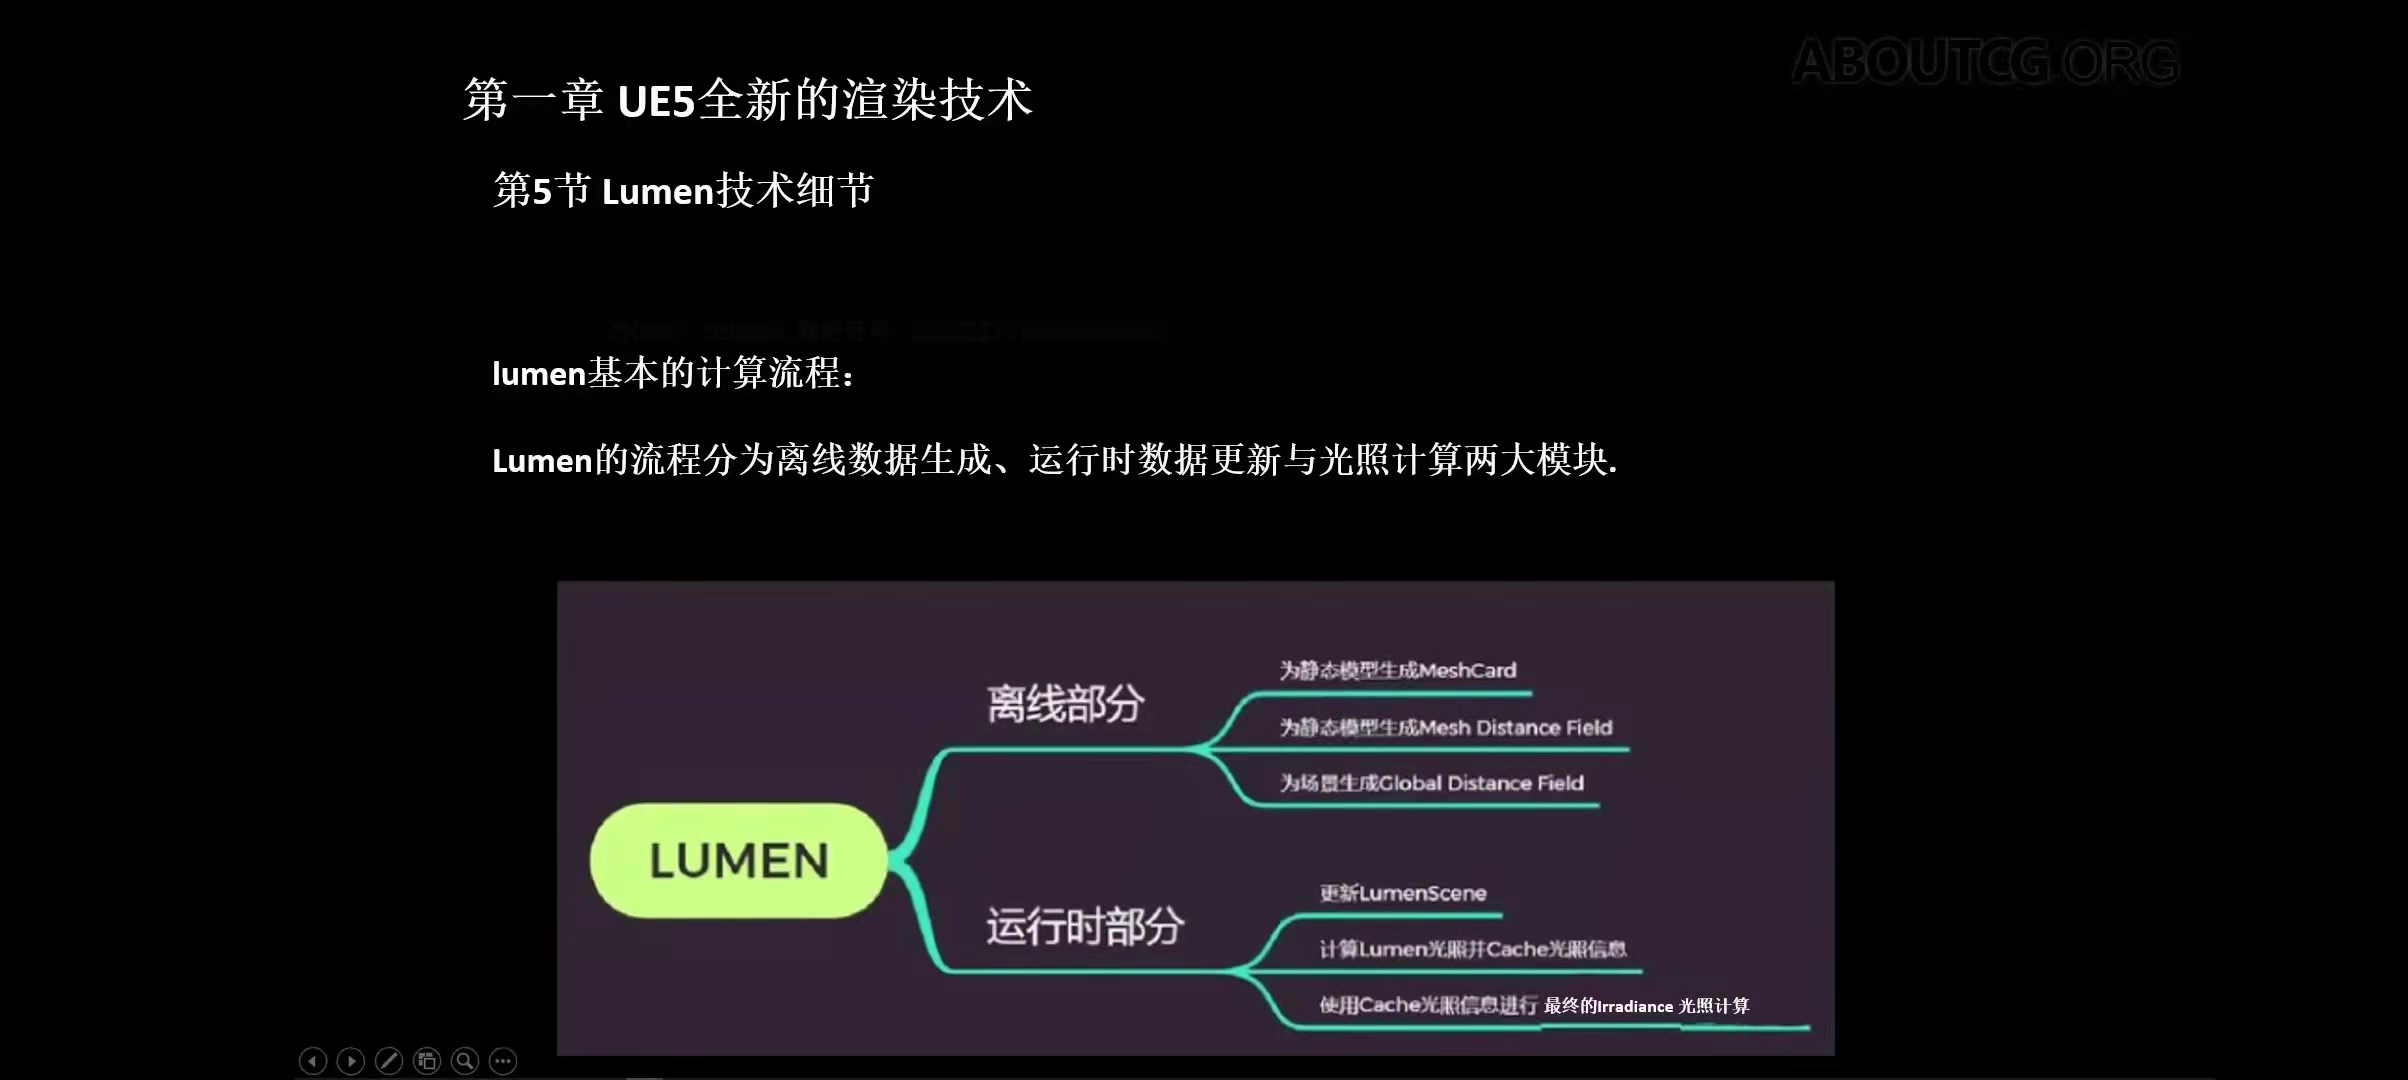 ABOUTCG.ORG
第一章 UE5全新的渲染技术
第5节 Lumen技术细节
lumen基本的计算流程：
Lumen的流程分为离线数据生成、运行时数据更新与光照计算两大模块.
为静态模型生成MeshCard
离线部分
为静态模型生成Mesh Distance Field
为场景生成Global Distance Field
LUMEN
更新LumenScene
运行时部分
计算Lumen光照并Cache光照信息
使用Cache光照信息进行 最终的Irradiance 光照计算